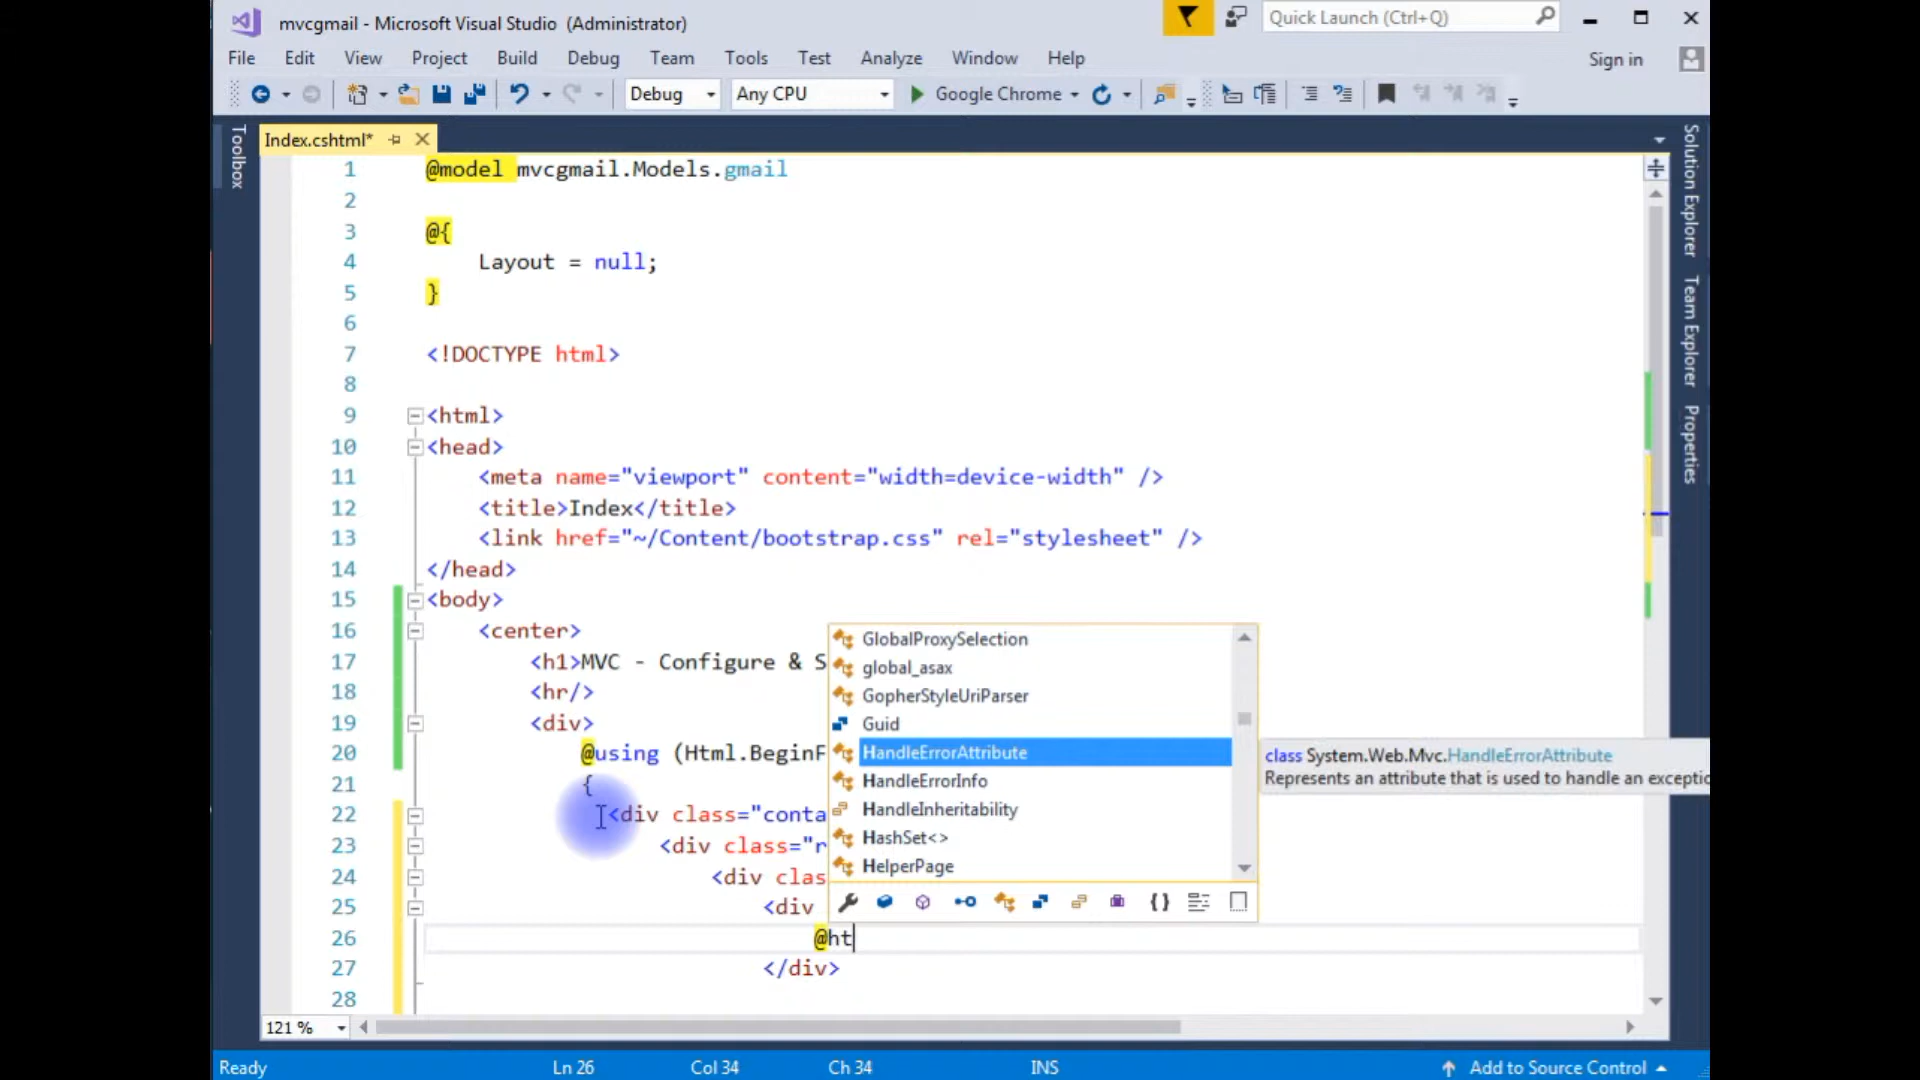 mvcgmail - Microsoft Visual Studio (Administrator)
Quick Launch (Ctrl+Q)
File Edit View Project Build Debug Team Tools Test Analyze Window Help
Sign in
Debug Any CPU Google Chrome
Toolbox
Index.cshtml*
Solution Explorer
Team Explorer
Properties
1 @model mvcgmail.Models.gmail
2
3 @{
4 Layout = null;
5 }
6
7 <!DOCTYPE html>
8
9 <html>
10 <head>
11 <meta name="viewport" content="width=device-width" />
12 <title>Index</title>
13 <link href="~/Content/bootstrap.css" rel="stylesheet" />
14 </head>
15 <body>
16 <center>
17 <h1>MVC - Configure & S
18 <hr/>
19 <div>
20 @using (Html.BeginF
21 {
22 <div class="conta
23 <div class="r
24 <div clas
25 <div
26 @ht
27 </div>
28
GlobalProxySelection
global_asax
GopherStyleUriParser
Guid
HandleErrorAttribute
HandleErrorInfo
HandleInheritability
HashSet<>
HelperPage
class System.Web.Mvc.HandleErrorAttribute
Represents an attribute that is used to handle an exceptio
121 %
Ready Ln 26 Col 34 Ch 34 INS Add to Source Control